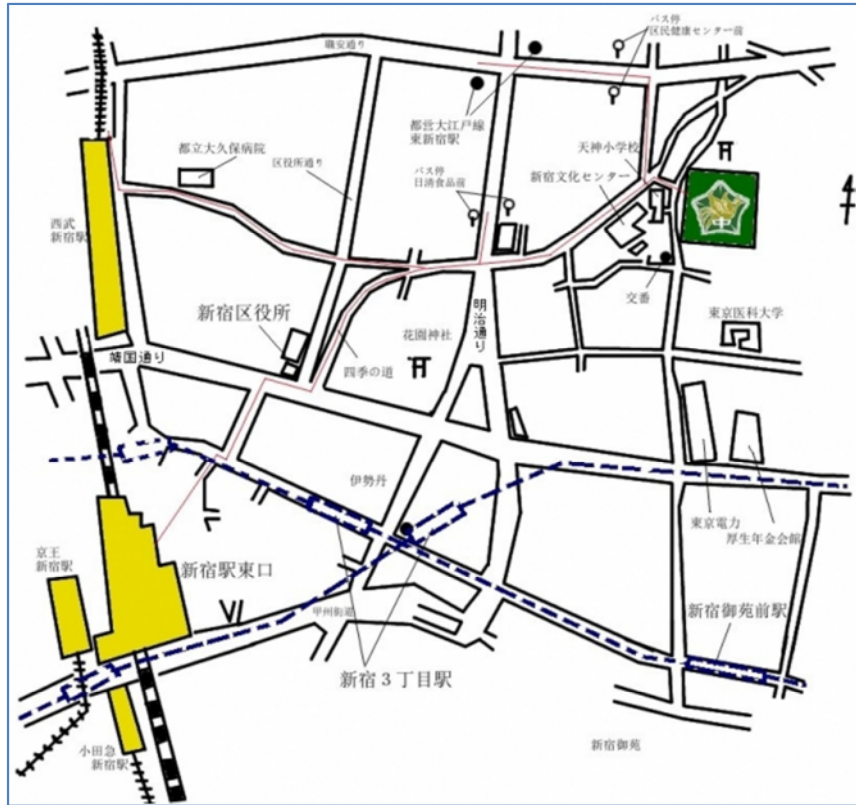 バス停
区民健康センター前
職安通り
都営大江戸線
東新宿駅
天神小学校
都立大久保病院
区役所通り
バス停
日清食品前
新宿文化センター
中
西武
新宿駅
交番
新宿区役所
明治通り
東京医科大学
花園神社
靖国通り
四季の道
伊勢丹
東京電力
厚生年金会館
京王
新宿駅
新宿駅東口
甲州街道
新宿御苑前駅
新宿3丁目駅
小田急
新宿駅
新宿御苑